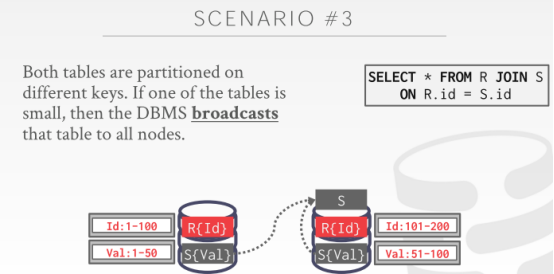 SCENARIO #3
Both tables are partitioned on
different keys. If one of the tables is
small, then the DBMS broadcasts
that table to all nodes.
SELECT * FROM R JOIN S
ON R.id = S.id
S
Id:1-100
R{Id}
R{Id}
Id:101-200
Val:1-50
S{Val}
S{Val}
Val:51-100